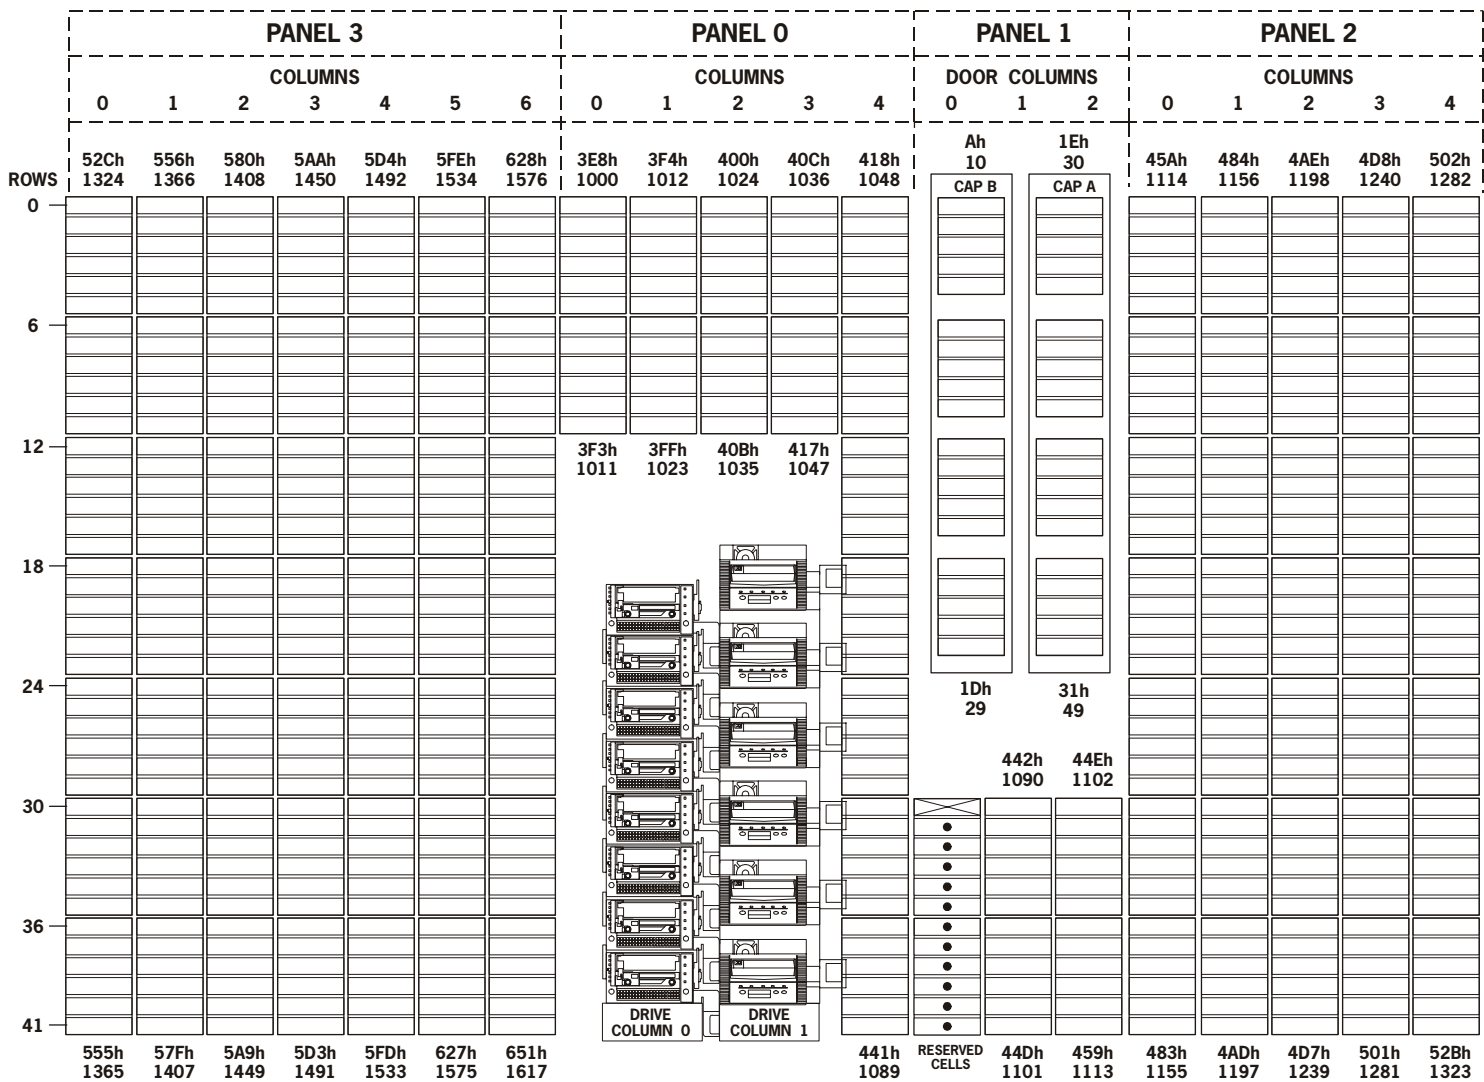 PANEL 3 PANEL 0 PANEL 1 PANEL 2
COLUMNS COLUMNS DOOR COLUMNS COLUMNS
0 1 2 3 4 5 6 0 1 2 3 4 0 1 2 0 1 2 3 4
Ah 1Eh
52Ch 556h 580h 5AAh 5D4h 5FEh 628h 3E8h 3F4h 400h 40Ch 418h 10 30 45Ah 484h 4AEh 4D8h 502h
ROWS 1324 1366 1408 1450 1492 1534 1576 1000 1012 1024 1036 1048 CAP B CAP A 1114 1156 1198 1240 1282
0
6
12
3F3h 3FFh 40Bh 417h
1011 1023 1035 1047
18
24
1Dh 31h
29 49
442h 44Eh
1090 1102
30
36
41
DRIVE DRIVE
COLUMN 0 COLUMN 1
555h 57Fh 5A9h 5D3h 5FDh 627h 651h 441h RESERVED 44Dh 459h 483h 4ADh 4D7h 501h 52Bh
1365 1407 1449 1491 1533 1575 1617 1089 CELLS 1101 1113 1155 1197 1239 1281 1323